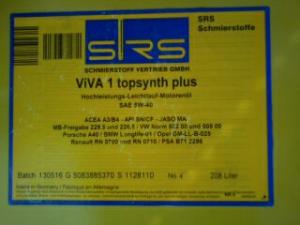 SRS
SRS
Schmierstoffe
SCHMIERSTOFF VERTRIEB GMBH
ViVA 1 topsynth plus
Hochleistungs-Leichtlauf-Motorenöl
SAE 5W-40
ACEA A3/B4 - API SN/CF - JASO MA
MB-Freigabe 229.5 und 226.5 / VW Norm 502 00 und 505 00
Porsche A40 / BMW Longlife-01 / Opel GM-LL-B-025
Renault RN 0700 und RN 0710 / PSA B71 2296
Batch 130516 G 5083885370 S 1128110 No. 4 208 Liter
Made in Germany / Fabriqué en Allemagne